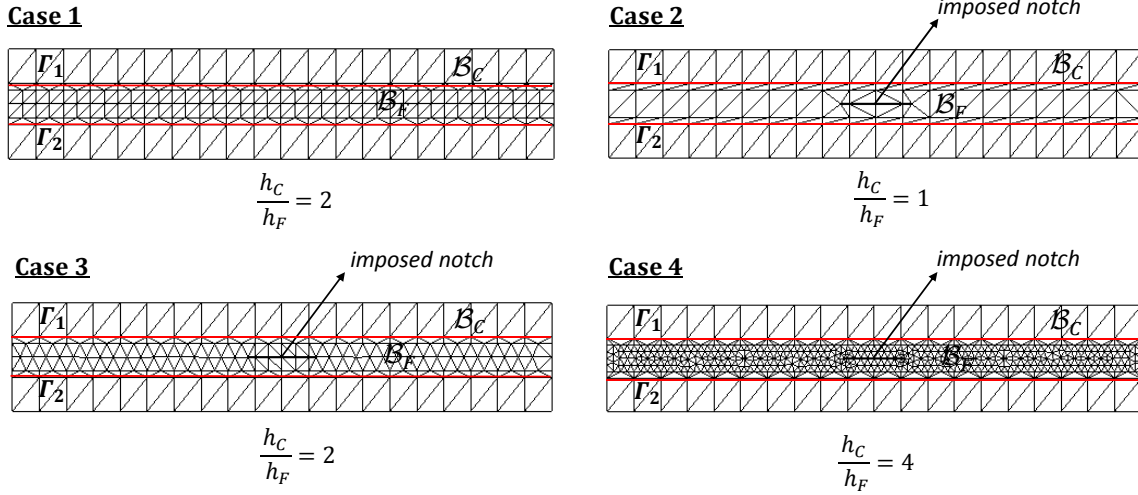 Case 1
Γ1
ℬC
ℬF
Γ2
hC
hF
= 2
Case 2
imposed notch
Γ1
ℬC
ℬF
Γ2
hC
hF
= 1
Case 3
imposed notch
Γ1
ℬC
ℬF
Γ2
hC
hF
= 2
Case 4
imposed notch
Γ1
ℬC
ℬF
Γ2
hC
hF
= 4